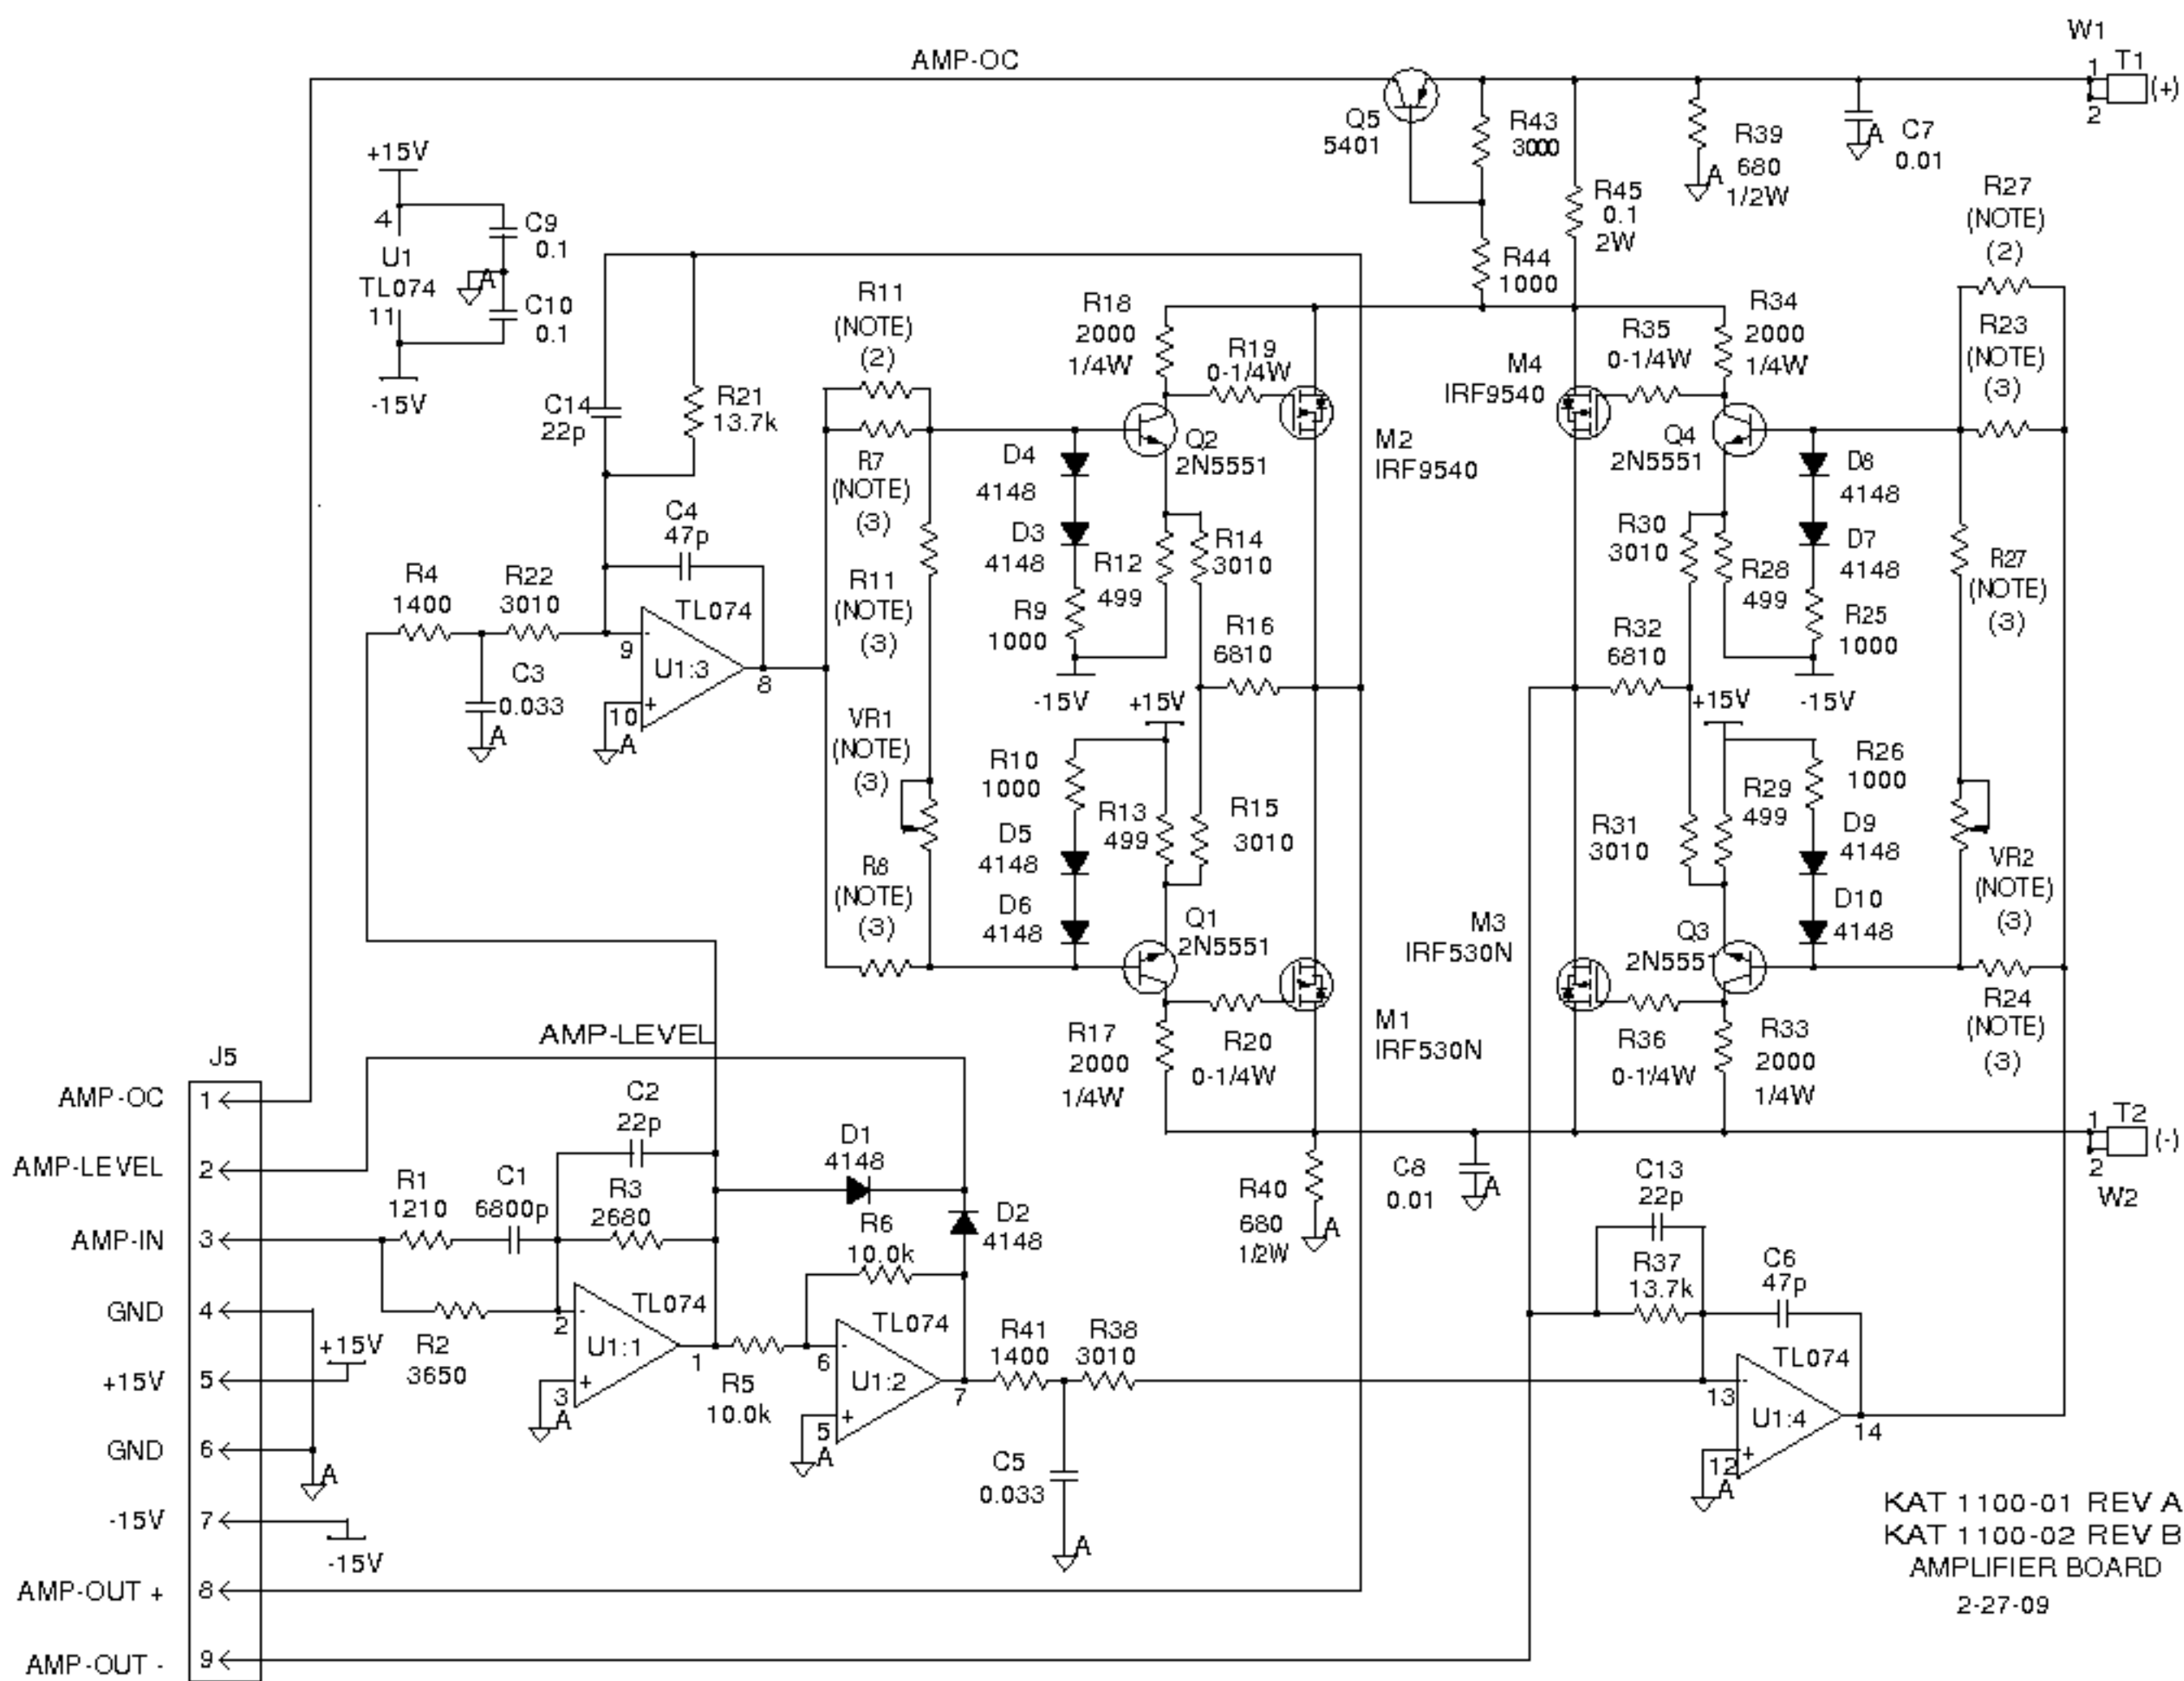 W1
AMP-OC
1 T1
(+)
2
Q5
5401
R43
3000
R39
680
1/2W
A
C7
0.01
A
+15V
4
U1
TL074
11
-15V
C9
0.1
A
C10
0.1
R45
0.1
2W
R44
1000
R27
(NOTE)
(2)
R23
(NOTE)
(3)
C14
22p
R21
13.7k
R11
(NOTE)
(2)
R7
(NOTE)
(3)
R18
2000
1/4W
R19
0-1/4W
R35
0-1/4W
R34
2000
1/4W
M4
IRF9540
M2
IRF9540
Q2
2N5551
Q4
2N5551
D4
4148
D3
4148
R9
1000
R12
499
R14
3010
R30
3010
R28
499
D8
4148
D7
4148
R25
1000
R27
(NOTE)
(3)
R4
1400
R22
3010
C4
47p
TL074
9
U1:3
8
10
A
C3
0.033
A
R11
(NOTE)
(3)
VR1
(NOTE)
(3)
R8
(NOTE)
(3)
-15V
+15V
R16
6810
R32
6810
+15V
-15V
R10
1000
D5
4148
D6
4148
R13
499
R15
3010
R31
3010
R29
499
R26
1000
D9
4148
D10
4148
VR2
(NOTE)
(3)
Q1
2N5551
M3
IRF530N
Q3
2N555
M1
IRF530N
R17
2000
1/4W
R20
0-1/4W
R36
0-1/4W
R33
2000
1/4W
R24
(NOTE)
(3)
AMP-LEVEL
J5
AMP-OC 1
AMP-LEVEL 2
AMP-IN 3
GND 4
+15V 5
GND 6
-15V 7
AMP-OUT + 8
AMP-OUT - 9
+15V
A
-15V
R1
1210
C1
6800p
C2
22p
R3
2680
R2
3650
TL074
2
U1:1
1
3
A
D1
4148
D2
4148
R6
10.0k
R5
10.0k
TL074
6
U1:2
7
5
A
R41
1400
R38
3010
C5
0.033
A
R40
680
1/2W
A
C8
0.01
A
1 T2
(-)
2
W2
C13
22p
R37
13.7k
C6
47p
TL074
13
U1:4
14
12
A
KAT 1100-01 REV A
KAT 1100-02 REV B
AMPLIFIER BOARD
2-27-09